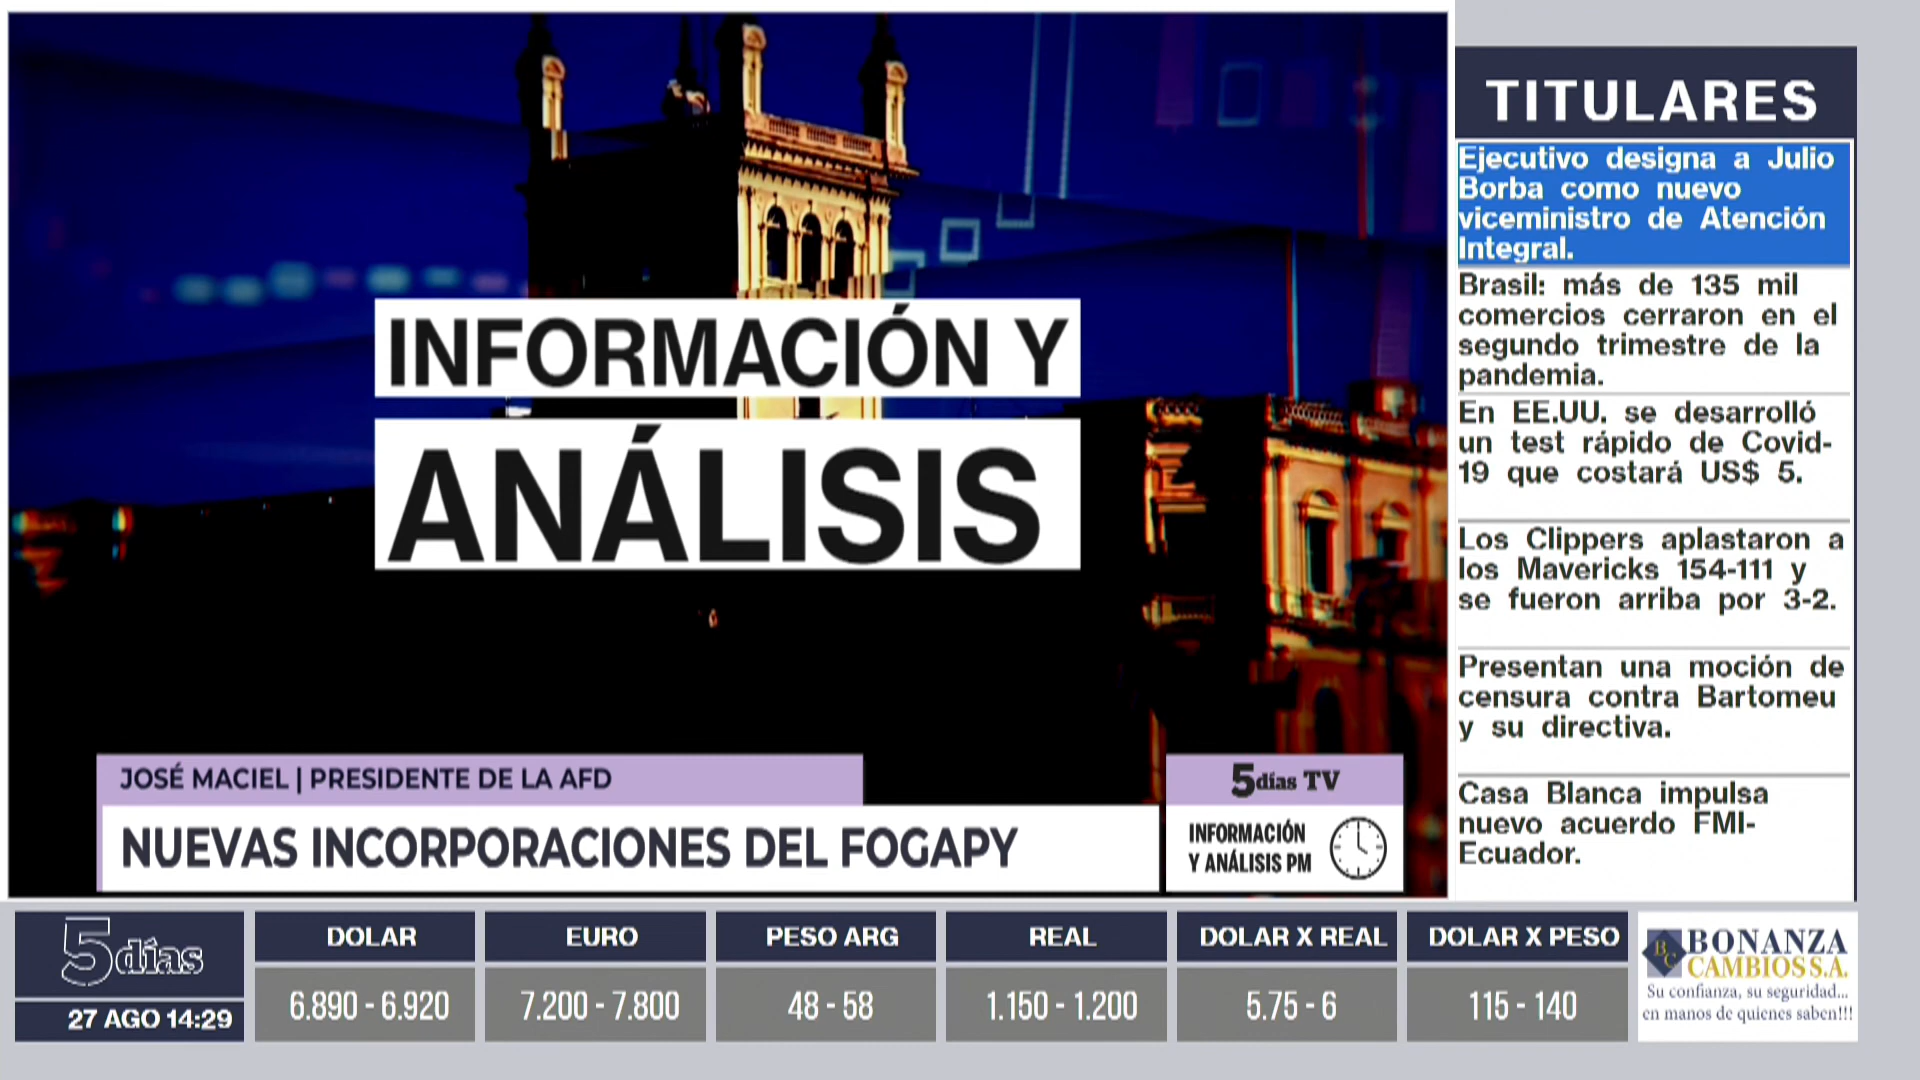 INFORMACIÓN Y
ANÁLISIS
JOSÉ MACIEL | PRESIDENTE DE LA AFD
NUEVAS INCORPORACIONES DEL FOGAPY
5días TV
INFORMACIÓN
Y ANÁLISIS PM
TITULARES
Ejecutivo designa a Julio
Borba como nuevo
viceministro de Atención
Integral.
Brasil: más de 135 mil
comercios cerraron en el
segundo trimestre de la
pandemia.
En EE.UU. se desarrolló
un test rápido de Covid-
19 que costará US$ 5.
Los Clippers aplastaron a
los Mavericks 154-111 y
se fueron arriba por 3-2.
Presentan una moción de
censura contra Bartomeu
y su directiva.
Casa Blanca impulsa
nuevo acuerdo FMI-
Ecuador.
5días
27 AGO 14:29
DOLAR
6.890 - 6.920
EURO
7.200 - 7.800
PESO ARG
48 - 58
REAL
1.150 - 1.200
DOLAR X REAL
5.75 - 6
DOLAR X PESO
115 - 140
BC
BONANZA
CAMBIOS S.A.
Su confianza, su seguridad...
en manos de quienes saben!!!